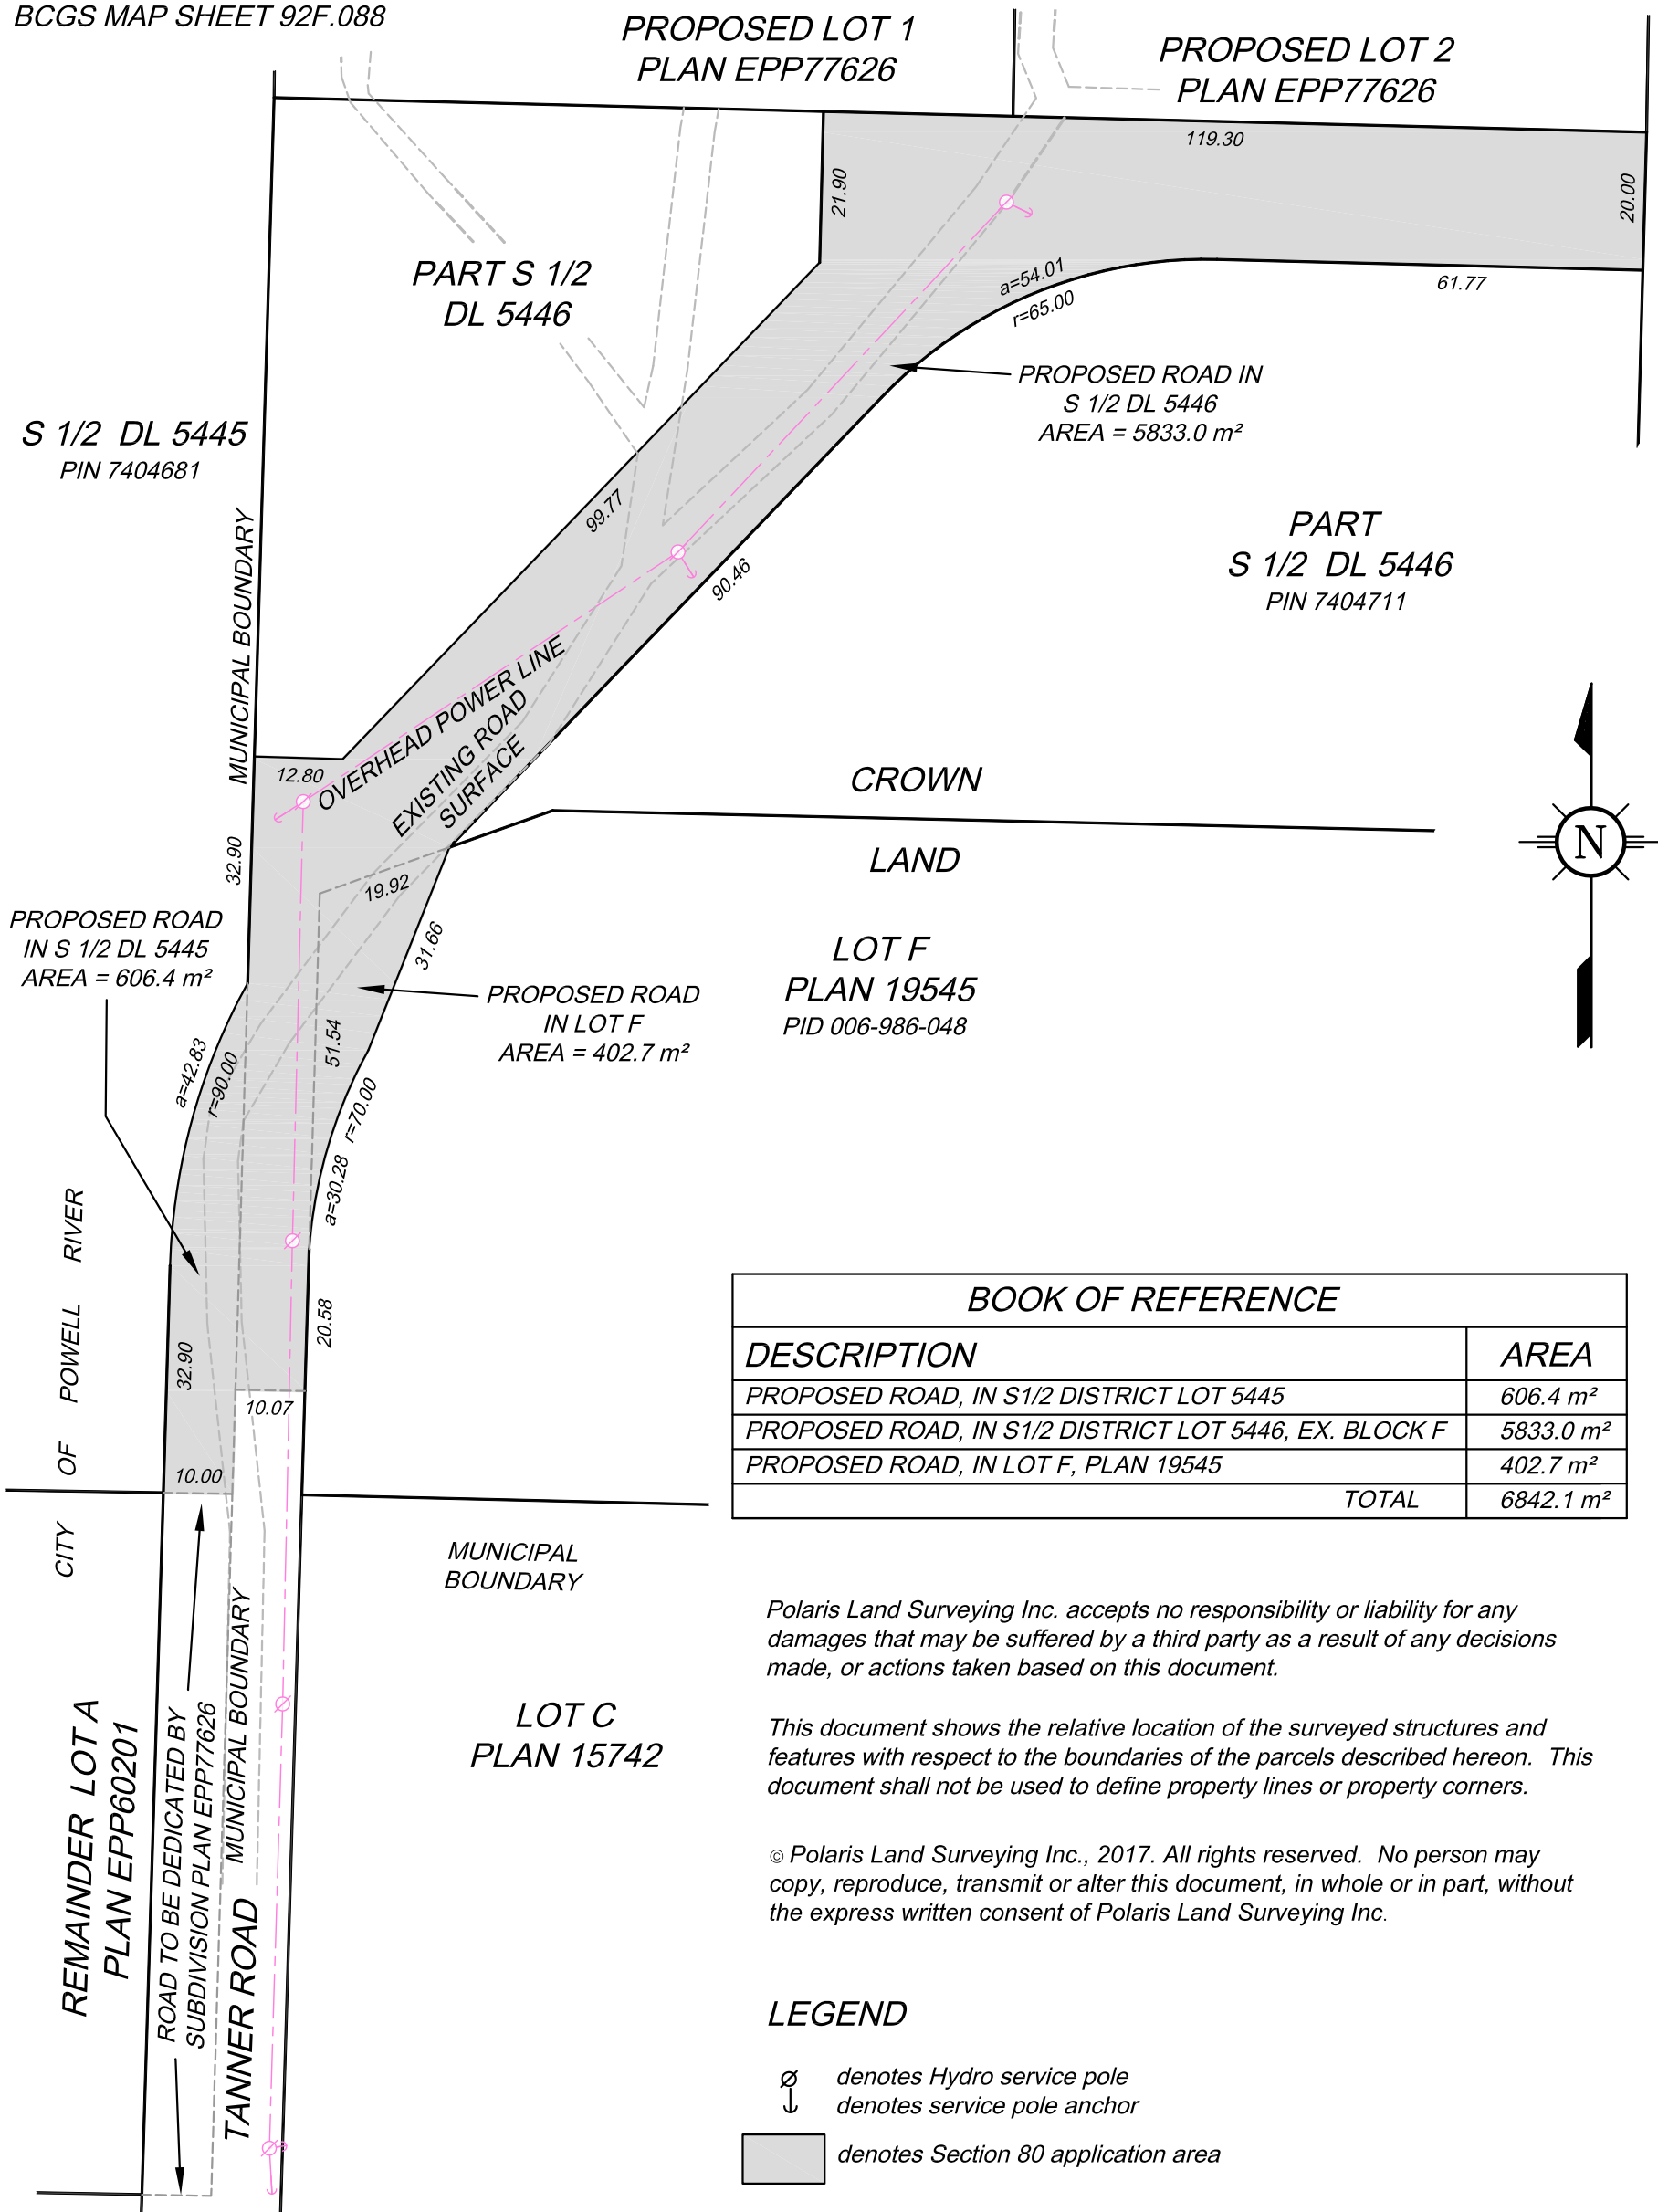 BCGS MAP SHEET 92F.088
PROPOSED LOT 1
PLAN EPP77626
PROPOSED LOT 2
PLAN EPP77626
119.30
21.90
20.00
PART S 1/2
DL 5446
a=54.01
r=65.00
61.77
PROPOSED ROAD IN
S 1/2 DL 5446
AREA = 5833.0 m²
S 1/2 DL 5445
PIN 7404681
MUNICIPAL BOUNDARY
99.77
90.46
PART
S 1/2 DL 5446
PIN 7404711
OVERHEAD POWER LINE
EXISTING ROAD
SURFACE
12.80
32.90
CROWN
LAND
19.92
31.66
PROPOSED ROAD
IN S 1/2 DL 5445
AREA = 606.4 m²
LOT F
PLAN 19545
PID 006-986-048
PROPOSED ROAD
IN LOT F
AREA = 402.7 m²
51.54
a=42.83
r=90.00
a=30.28 r=70.00
N
CITY OF POWELL RIVER
32.90
20.58
10.07
10.00
BOOK OF REFERENCE
DESCRIPTION AREA
PROPOSED ROAD, IN S1/2 DISTRICT LOT 5445 606.4 m²
PROPOSED ROAD, IN S1/2 DISTRICT LOT 5446, EX. BLOCK F 5833.0 m²
PROPOSED ROAD, IN LOT F, PLAN 19545 402.7 m²
TOTAL 6842.1 m²
MUNICIPAL
BOUNDARY
REMAINDER LOT A
PLAN EPP60201
ROAD TO BE DEDICATED BY
SUBDIVISION PLAN EPP77626
MUNICIPAL BOUNDARY
TANNER ROAD
LOT C
PLAN 15742
Polaris Land Surveying Inc. accepts no responsibility or liability for any
damages that may be suffered by a third party as a result of any decisions
made, or actions taken based on this document.
This document shows the relative location of the surveyed structures and
features with respect to the boundaries of the parcels described hereon. This
document shall not be used to define property lines or property corners.
© Polaris Land Surveying Inc., 2017. All rights reserved. No person may
copy, reproduce, transmit or alter this document, in whole or in part, without
the express written consent of Polaris Land Surveying Inc.
LEGEND
denotes Hydro service pole
denotes service pole anchor
denotes Section 80 application area